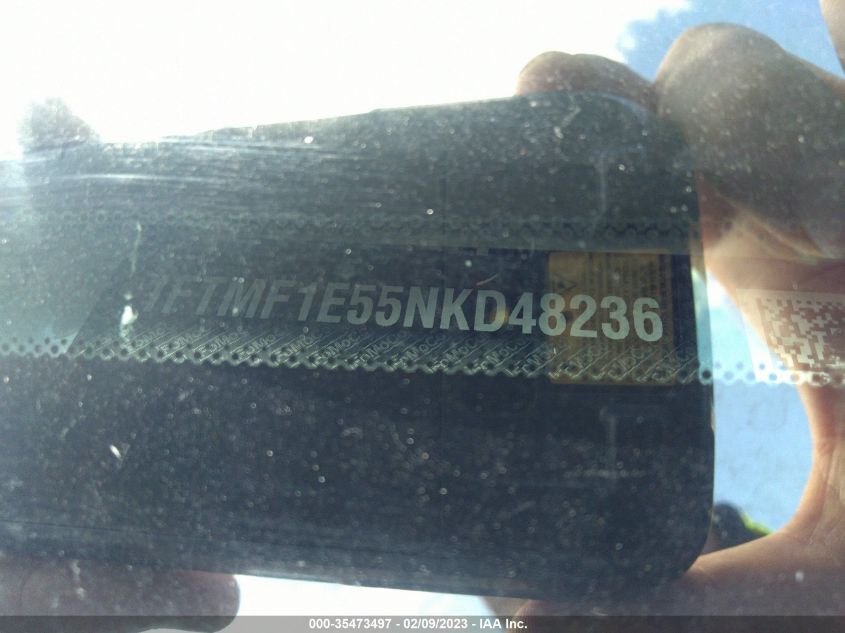 1FTMF1E55NKD48236
000-35473497 - 02/09/2023 - IAA Inc.